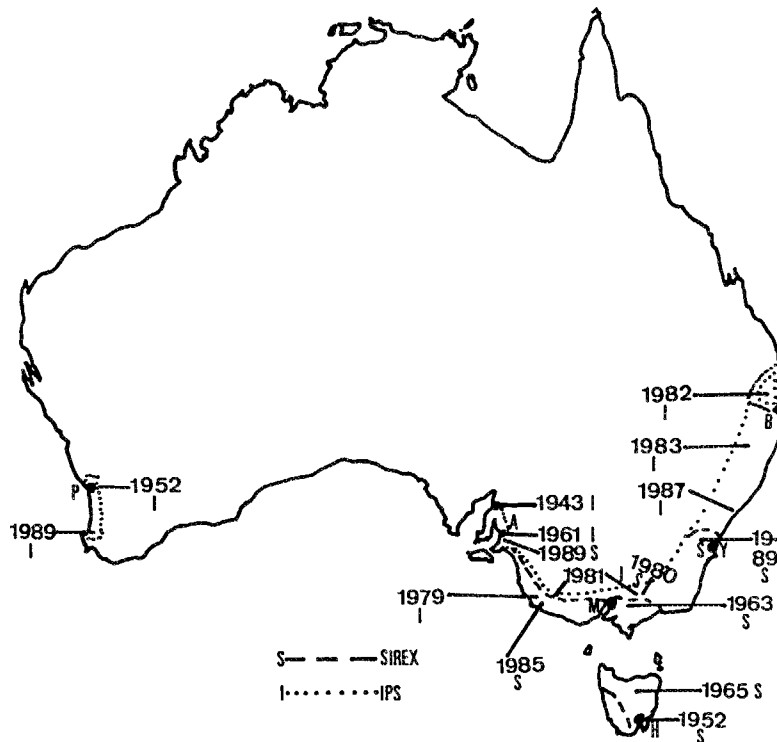 1982
I
B
1983
I
1987
I
P
1952
I
1989
I
1943 I
A
1961 I
1989 S
S Y
89
S
1981 I
1980
S
1979
I
M
1963
S
1985
S
S SIREX
I IPS
1965 S
H
1952
S